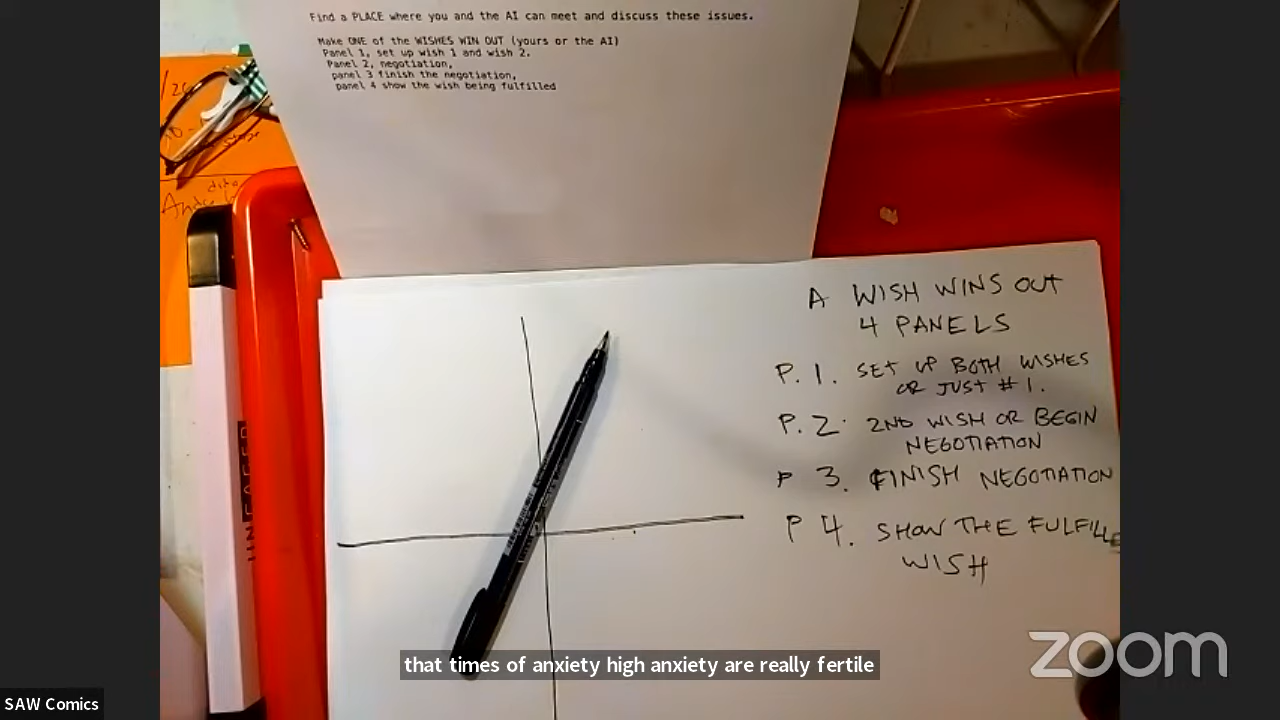 Find a PLACE where you and the AI can meet and discuss these issues.
Make ONE of the WISHES WIN OUT (yours or the AI)
Panel 1, set up wish 1 and wish 2.
Panel 2, negotiation,
panel 3 finish the negotiation,
panel 4 show the wish being fulfilled
A WISH WINS OUT
4 PANELS
P. 1. SET UP BOTH WISHES
OR JUST #1.
P. 2. 2ND WISH OR BEGIN
NEGOTIATION
P 3. FINISH NEGOTIATION
P 4. SHOW THE FULFILLE
WISH
that times of anxiety high anxiety are really fertile
zoom
SAW Comics